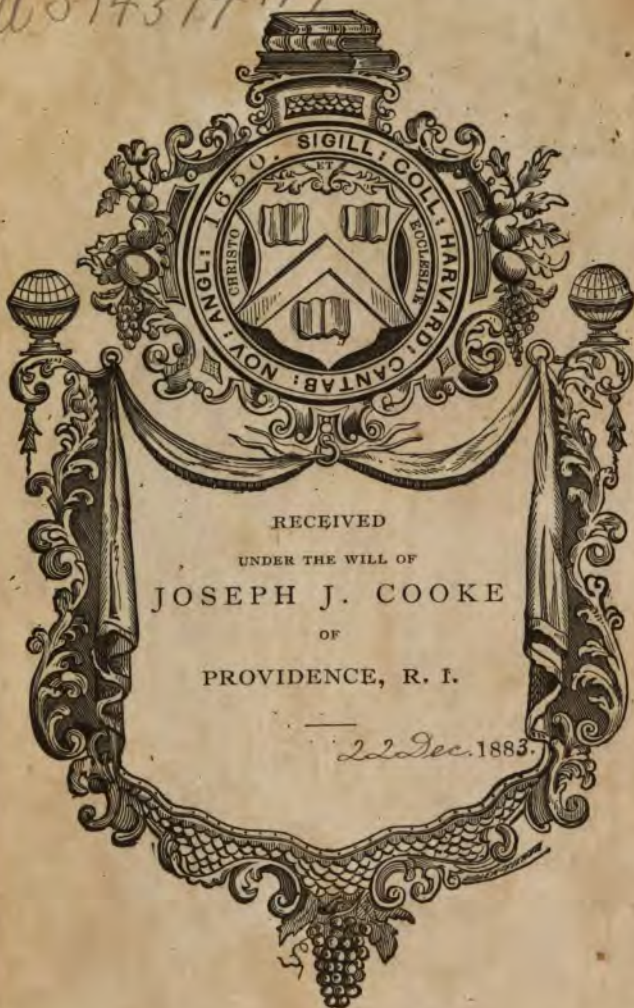 SIGILL : COLL : HARVARD : CANTAB : NOV : ANGL : 1650.
CHRISTO ET ECCLESIAE
RECEIVED
UNDER THE WILL OF
JOSEPH J. COOKE
OF
PROVIDENCE, R. I.
22 Dec. 1883.